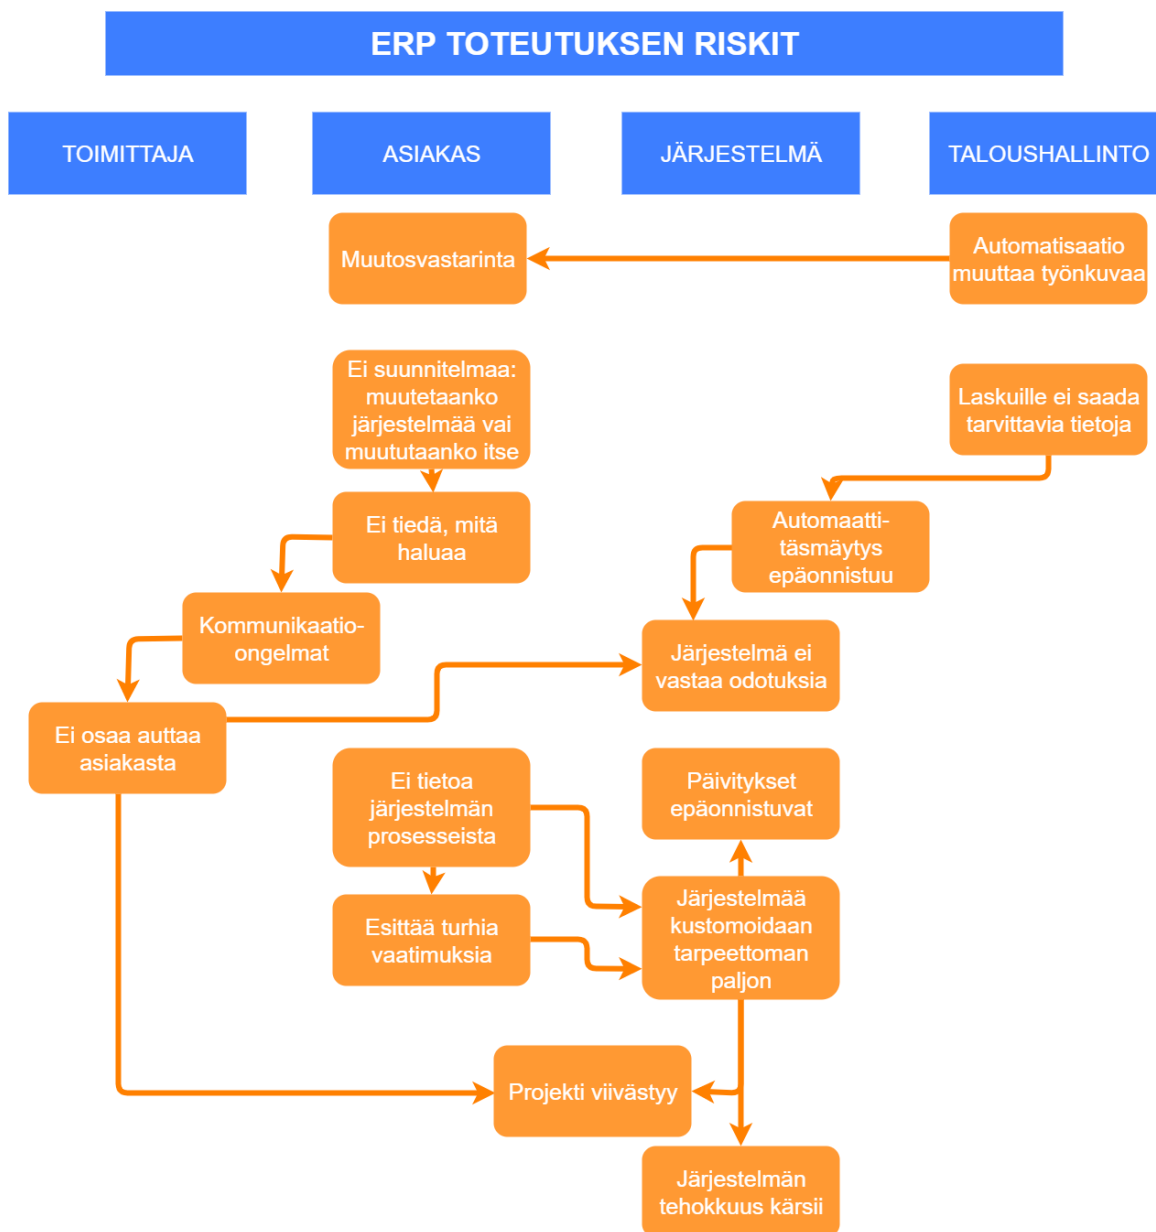 ERP TOTEUTUKSEN RISKIT
TOIMITTAJA
ASIAKAS
JÄRJESTELMÄ
TALOUSHALLINTO
Muutosvastarinta
Automatisaatio
muuttaa työnkuvaa
Ei suunnitelmaa:
muutetaanko
järjestelmää vai
muututaanko itse
Laskuille ei saada
tarvittavia tietoja
Ei tiedä, mitä
haluaa
Automaatti-
täsmäytys
epäonnistuu
Kommunikaatio-
ongelmat
Järjestelmä ei
vastaa odotuksia
Ei osaa auttaa
asiakasta
Ei tietoa
järjestelmän
prosesseista
Päivitykset
epäonnistuvat
Esittää turhia
vaatimuksia
Järjestelmää
kustomoidaan
tarpeettoman
paljon
Projekti viivästyy
Järjestelmän
tehokkuus kärsii